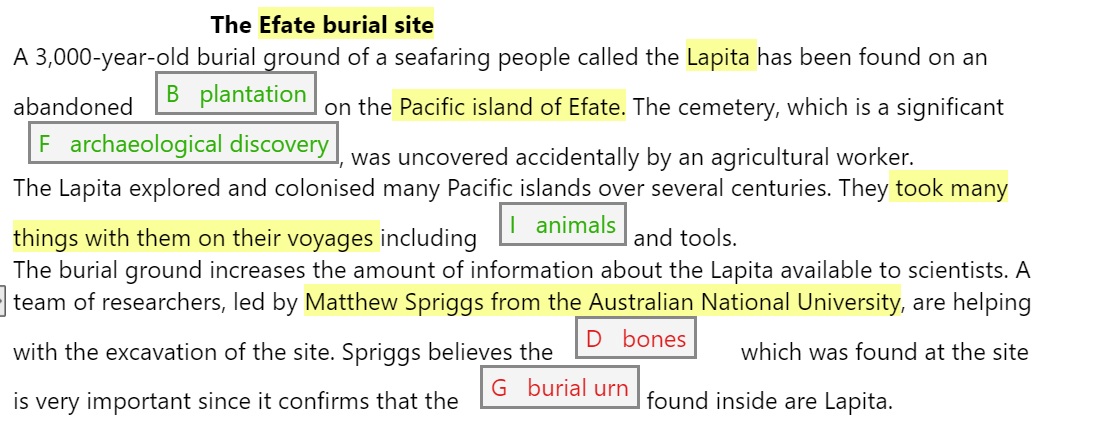 The Efate burial site
A 3,000-year-old burial ground of a seafaring people called the Lapita has been found on an
abandoned B plantation on the Pacific island of Efate. The cemetery, which is a significant
F archaeological discovery, was uncovered accidentally by an agricultural worker.
The Lapita explored and colonised many Pacific islands over several centuries. They took many
things with them on their voyages including I animals and tools.
The burial ground increases the amount of information about the Lapita available to scientists. A
team of researchers, led by Matthew Spriggs from the Australian National University, are helping
with the excavation of the site. Spriggs believes the D bones which was found at the site
is very important since it confirms that the G burial urn found inside are Lapita.